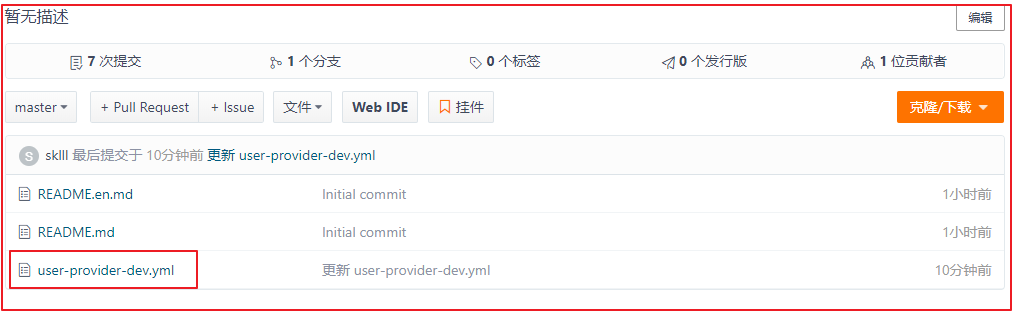 暂无描述 编辑
7 次提交 1 个分支 0 个标签 0 个发行版 1 位贡献者
master + Pull Request + Issue 文件 Web IDE 挂件 克隆/下载
S sklll 最后提交于 10分钟前 更新 user-provider-dev.yml
README.en.md Initial commit 1小时前
README.md Initial commit 1小时前
user-provider-dev.yml 更新 user-provider-dev.yml 10分钟前